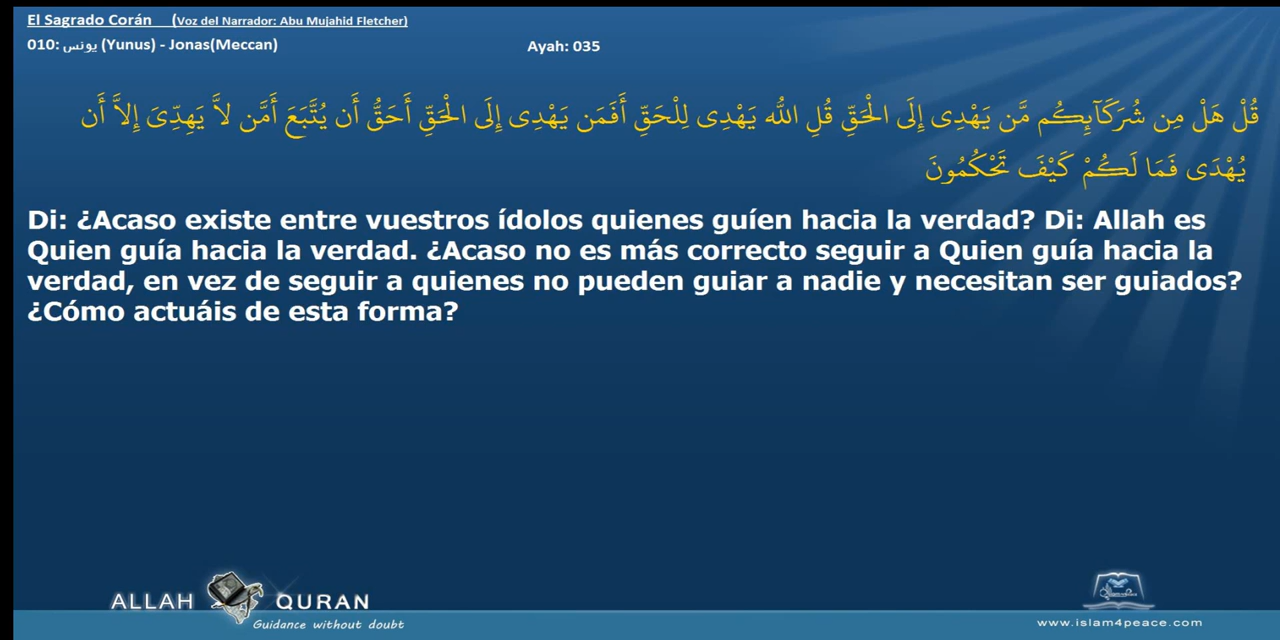 El Sagrado Corán (Voz del Narrador: Abu Mujahid Fletcher)
010: يونس (Yunus) - Jonas(Meccan)
Ayah: 035
قُلْ هَلْ مِن شُرَكَآئِكُم مَّن يَهْدِى إِلَى الْحَقِّ قُلِ اللّٰه يَهْدِى لِلْحَقِّ أَفَمَن يَهْدِى إِلَى الْحَقِّ أَحَقُّ أَن يُتَّبَعَ أَمَّن لاَّ يَهِدِّىَ إِلاَّ أَن
يُهْدَى فَمَا لَكُمْ كَيْفَ تَحْكُمُونَ
Di: ¿Acaso existe entre vuestros ídolos quienes guíen hacia la verdad? Di: Allah es
Quien guía hacia la verdad. ¿Acaso no es más correcto seguir a Quien guía hacia la
verdad, en vez de seguir a quienes no pueden guiar a nadie y necesitan ser guiados?
¿Cómo actuáis de esta forma?
ALLAH QURAN
Guidance without doubt
www.islam4peace.com